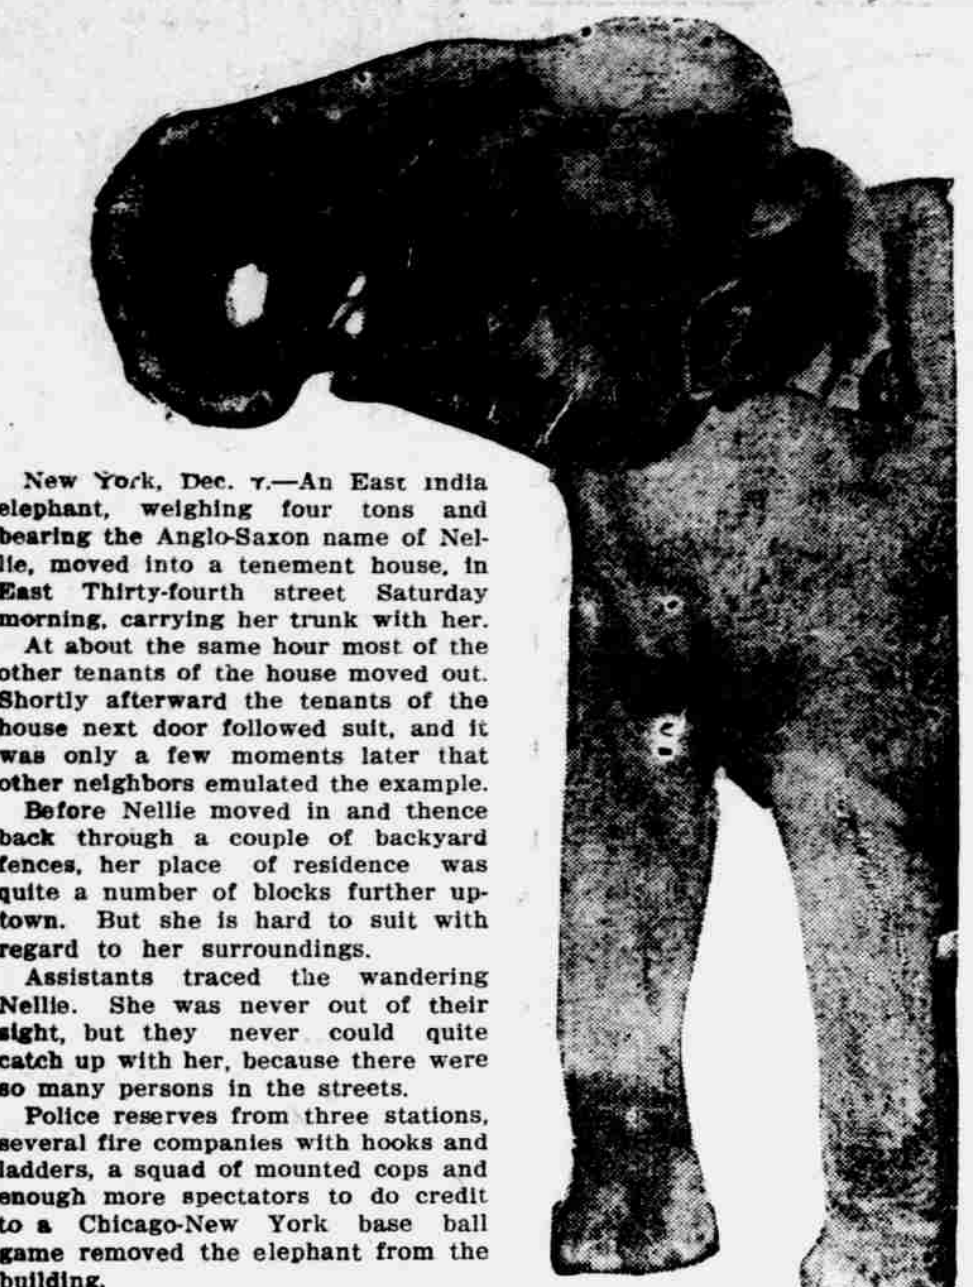 New York, Dec. 7.—An East India
elephant, weighing four tons and
bearing the Anglo-Saxon name of Nel-
lie, moved into a tenement house, in
East Thirty-fourth street Saturday
morning, carrying her trunk with her.
At about the same hour most of the
other tenants of the house moved out.
Shortly afterward the tenants of the
house next door followed suit, and it
was only a few moments later that
other neighbors emulated the example.
Before Nellie moved in and thence
back through a couple of backyard
fences, her place of residence was
quite a number of blocks further up-
town. But she is hard to suit with
regard to her surroundings.
Assistants traced the wandering
Nellie. She was never out of their
sight, but they never could quite
catch up with her, because there were
so many persons in the streets.
Police reserves from three stations,
several fire companies with hooks and
ladders, a squad of mounted cops and
enough more spectators to do credit
to a Chicago-New York base ball
game removed the elephant from the
building.